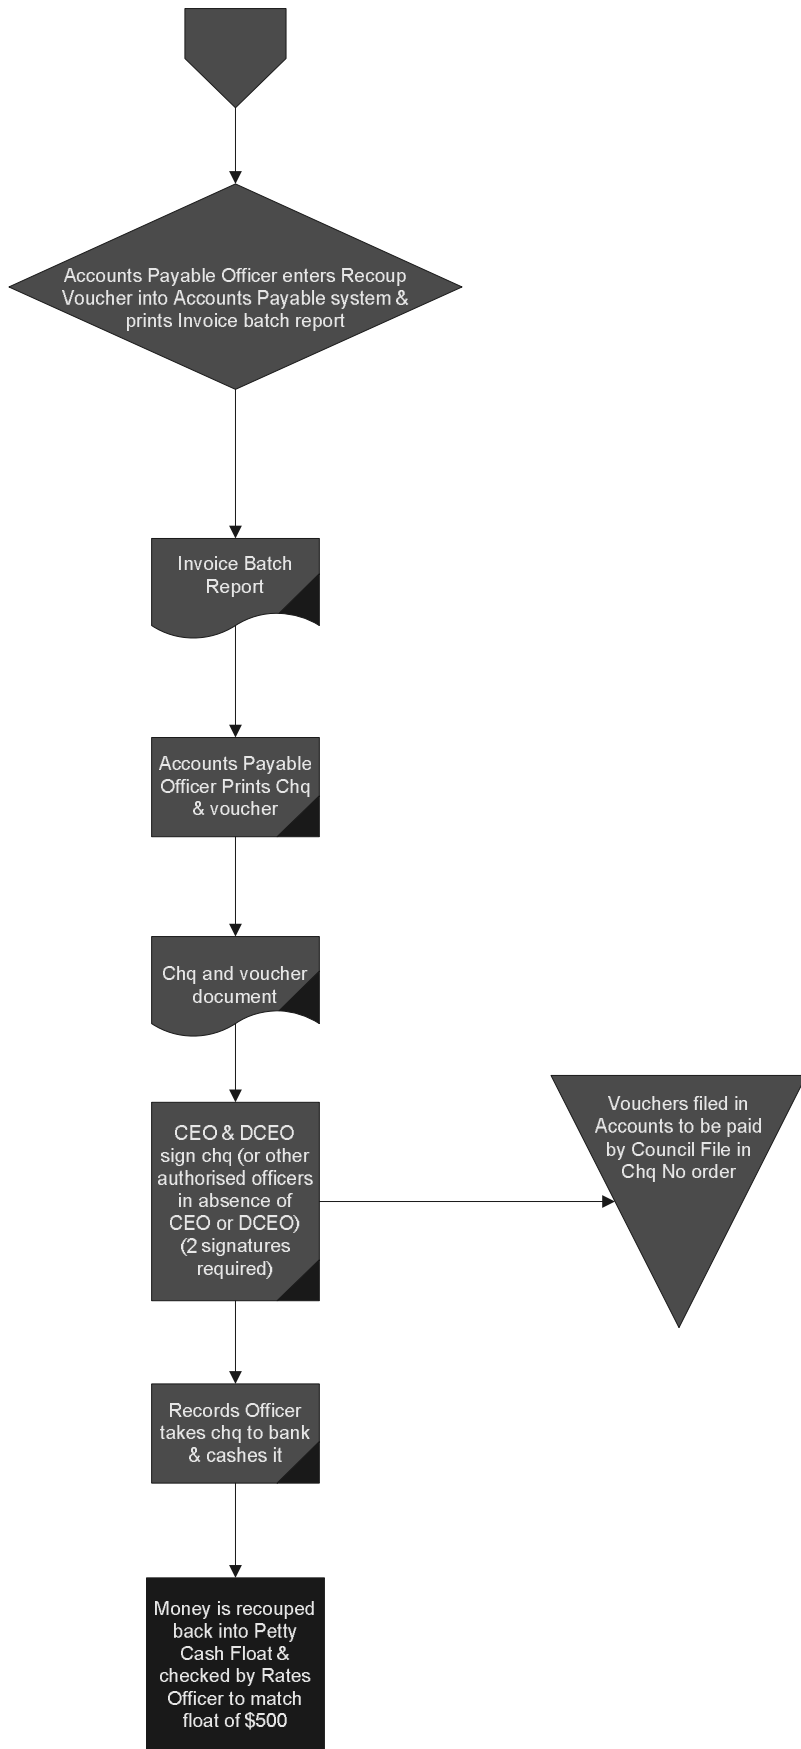 Accounts Payable Officer enters Recoup
Voucher into Accounts Payable system &
prints Invoice batch report
Invoice Batch
Report
Accounts Payable
Officer Prints Chq
& voucher
Chq and voucher
document
CEO & DCEO
sign chq (or other
authorised officers
in absence of
CEO or DCEO)
(2 signatures
required)
Vouchers filed in
Accounts to be paid
by Council File in
Chq No order
Records Officer
takes chq to bank
& cashes it
Money is recouped
back into Petty
Cash Float &
checked by Rates
Officer to match
float of $500